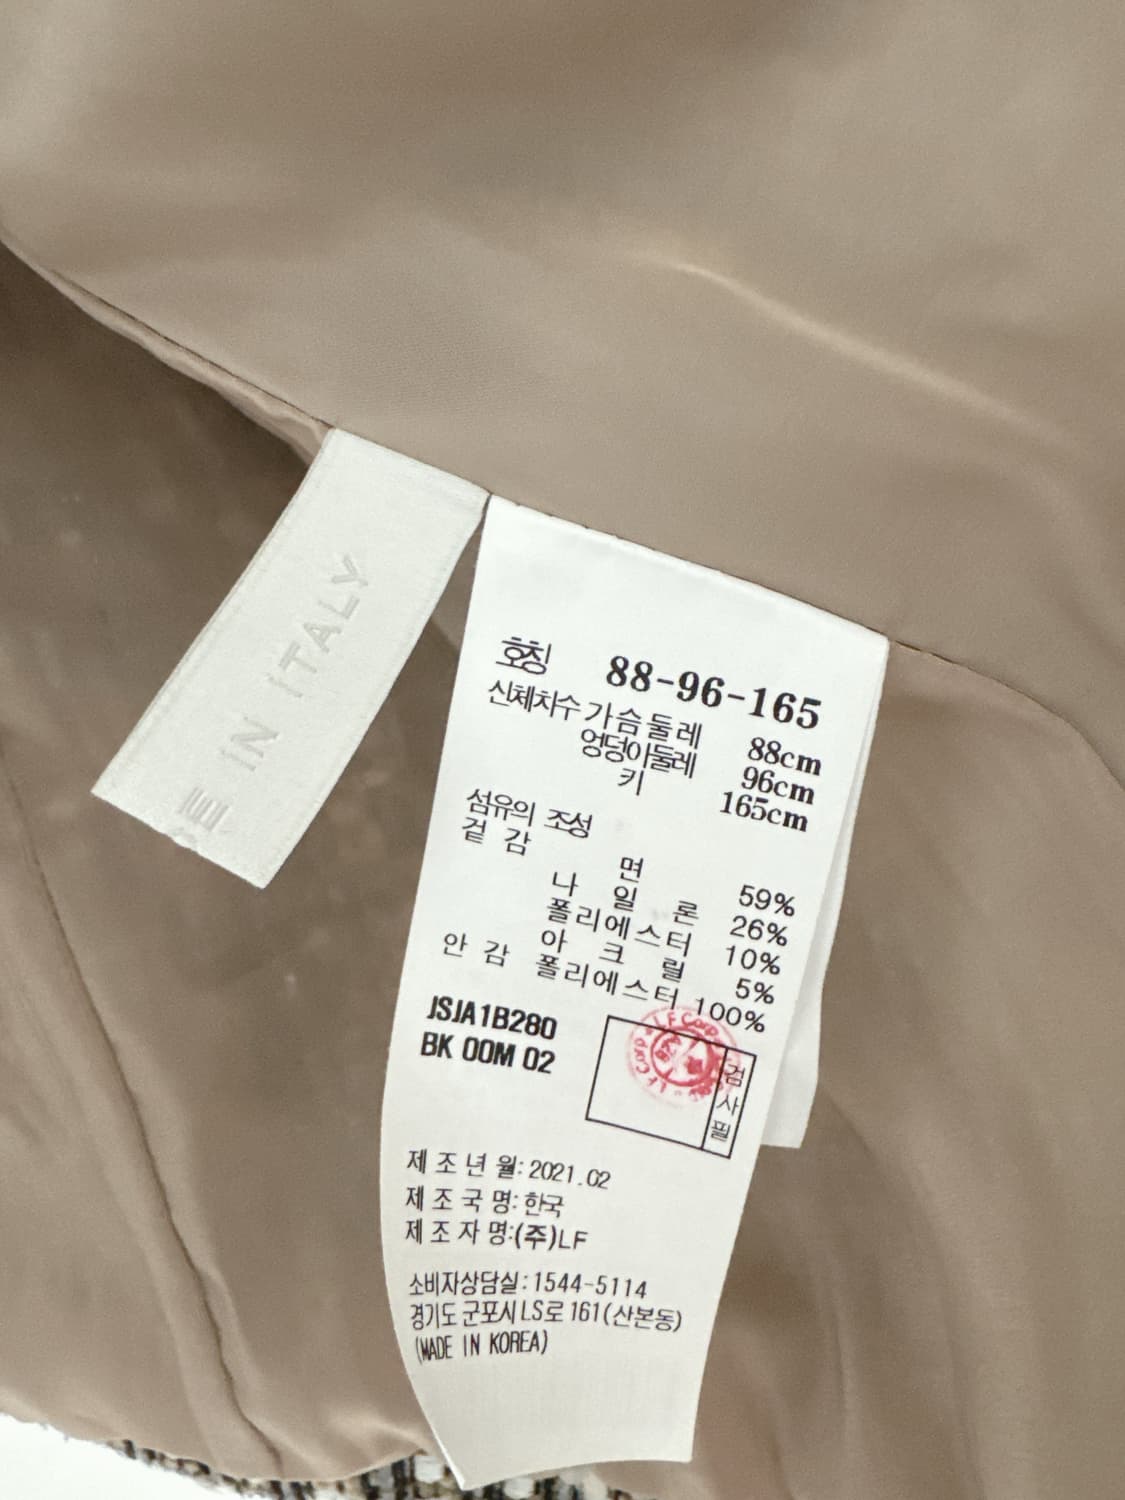 IN ITALY
호칭 88-96-165
신체치수 가슴둘레 88cm
엉덩이둘레 96cm
키 165cm
섬유의 조성
겉감
면 59%
나일론 26%
폴리에스터 10%
아크릴 5%
안감 폴리에스터 100%
JSJA1B280
BK 00M 02
LF Corp
검사필
제조년월: 2021.02
제조국명: 한국
제조자명:(주)LF
소비자상담실: 1544-5114
경기도 군포시 LS로 161(산본동)
(MADE IN KOREA)